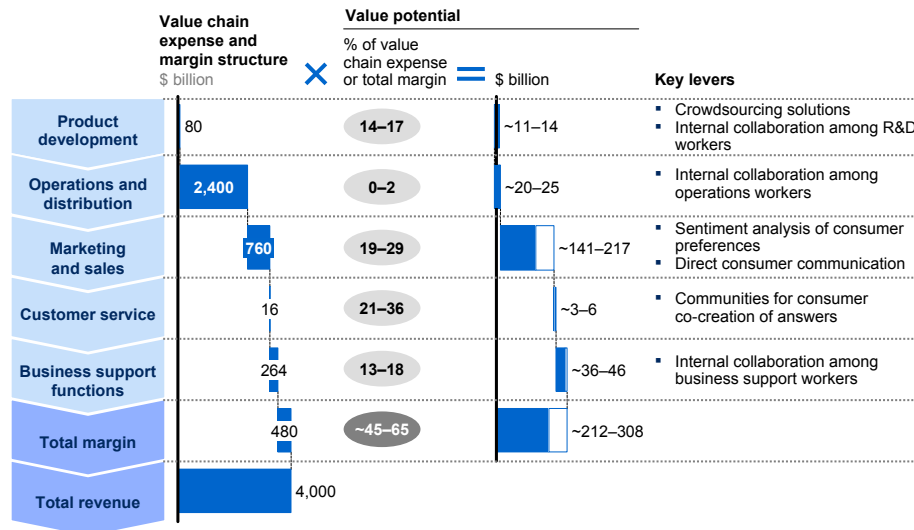 Value chain
expense and
margin structure
$ billion
Value potential
% of value
chain expense
or total margin
$ billion
Key levers
Product
development
80
14–17
~11–14
▪ Crowdsourcing solutions
▪ Internal collaboration among R&D
workers
Operations and
distribution
2,400
0–2
~20–25
▪ Internal collaboration among
operations workers
Marketing
and sales
760
19–29
~141–217
▪ Sentiment analysis of consumer
preferences
▪ Direct consumer communication
Customer service
16
21–36
~3–6
▪ Communities for consumer
co-creation of answers
Business support
functions
264
13–18
~36–46
▪ Internal collaboration among
business support workers
Total margin
480
~45–65
~212–308
Total revenue
4,000